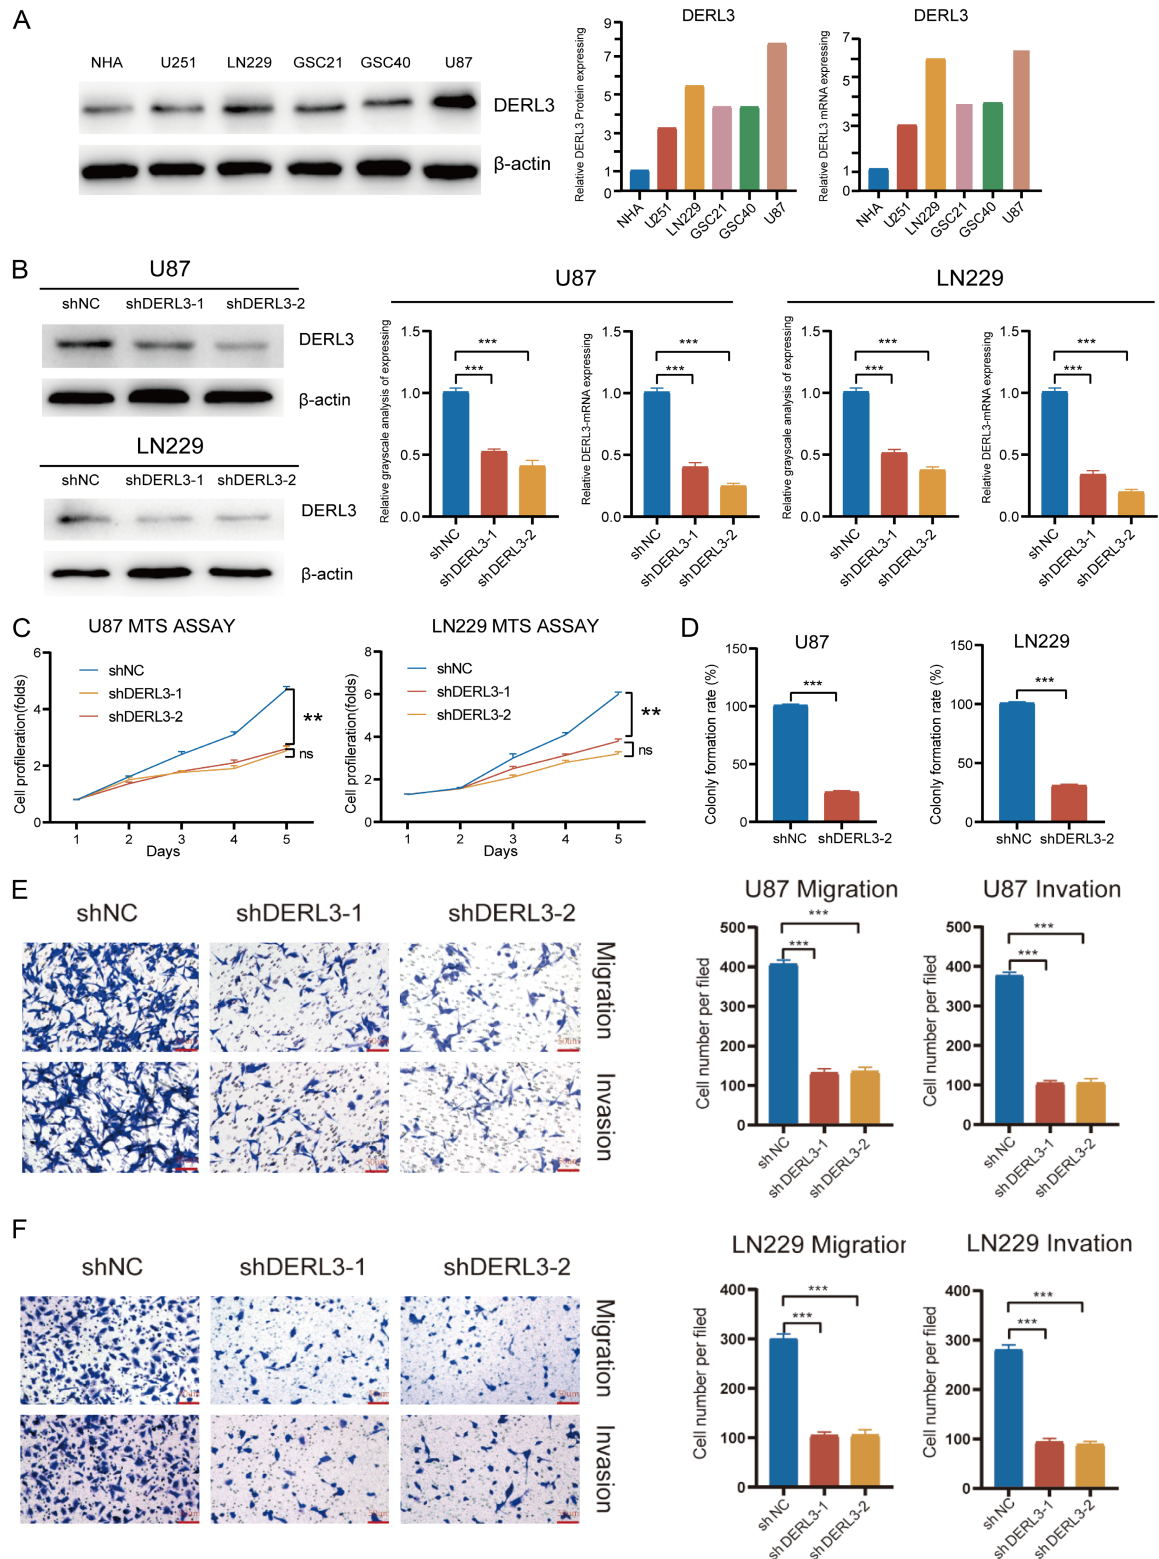 A
NHA U251 LN229 GSC21 GSC40 U87
DERL3
β-actin
DERL3
Relative DERL3 Protein expressing
9
7
5
3
1
0
NHA U251 LN229 GSC21 GSC40 U87
DERL3
Relative DERL3 mRNA expressing
7
5
3
1
0
NHA U251 LN229 GSC21 GSC40 U87
B
U87
shNC shDERL3-1 shDERL3-2
DERL3
β-actin
LN229
shNC shDERL3-1 shDERL3-2
DERL3
β-actin
U87
Relative grayscale analysis of expressing
1.5
1.0
0.5
0.0
***
***
shNC shDERL3-1 shDERL3-2
Relative DERL3-mRNA expressing
1.5
1.0
0.5
0.0
***
***
shNC shDERL3-1 shDERL3-2
LN229
Relative grayscale analysis of expressing
1.5
1.0
0.5
0.0
***
***
shNC shDERL3-1 shDERL3-2
Relative DERL3-mRNA expressing
1.5
1.0
0.5
0.0
***
***
shNC shDERL3-1 shDERL3-2
C
U87 MTS ASSAY
Cell profileration(folds)
6
4
2
0
shNC
shDERL3-1
shDERL3-2
**
ns
1 2 3 4 5
Days
LN229 MTS ASSAY
Cell profileration(folds)
8
6
4
2
0
shNC
shDERL3-1
shDERL3-2
**
ns
1 2 3 4 5
Days
D
U87
Colonly formation rate (%)
150
100
50
0
***
shNC shDERL3-2
LN229
Colonly formation rate (%)
150
100
50
0
***
shNC shDERL3-2
E
shNC shDERL3-1 shDERL3-2
Migration
Invasion
U87 Migration
Cell number per filed
500
400
300
200
100
0
***
***
shNC shDERL3-1 shDERL3-2
U87 Invation
Cell number per filed
500
400
300
200
100
0
***
***
shNC shDERL3-1 shDERL3-2
F
shNC shDERL3-1 shDERL3-2
Migration
Invasion
LN229 Migration
Cell number per filed
400
300
200
100
0
***
***
shNC shDERL3-1 shDERL3-2
LN229 Invation
Cell number per filed
400
300
200
100
0
***
***
shNC shDERL3-1 shDERL3-2